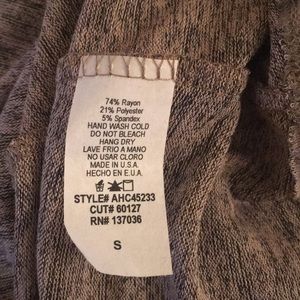 74% Rayon
21% Polyester
5% Spandex
HAND WASH COLD
DO NOT BLEACH
HANG DRY
LAVE FRIO A MANO
NO USAR CLORO
MADE IN U.S.A.
HECHO EN E.U.A.
STYLE# AHC45233
CUT# 60127
RN# 137036
S